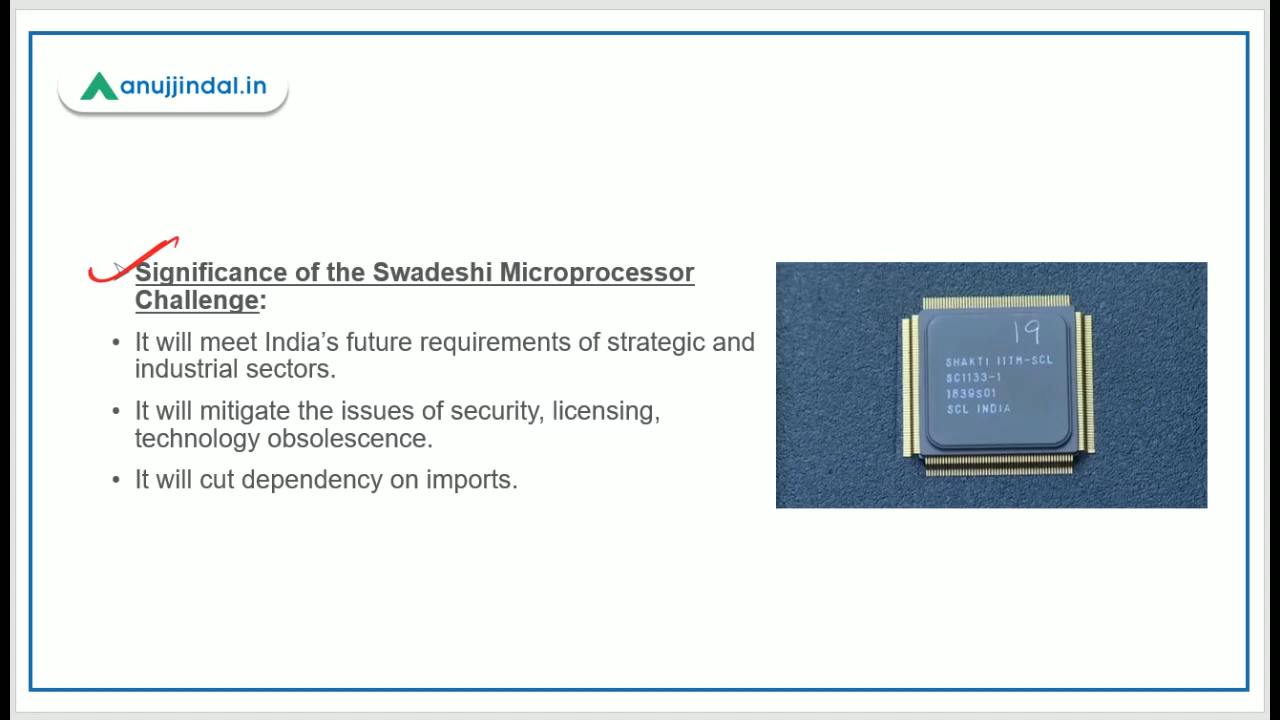 anujjindal.in
Significance of the Swadeshi Microprocessor
Challenge:
• It will meet India’s future requirements of strategic and
industrial sectors.
• It will mitigate the issues of security, licensing,
technology obsolescence.
• It will cut dependency on imports.
19
SHAKTI IITM-SCL
SC1133-1
1839S01
SCL INDIA